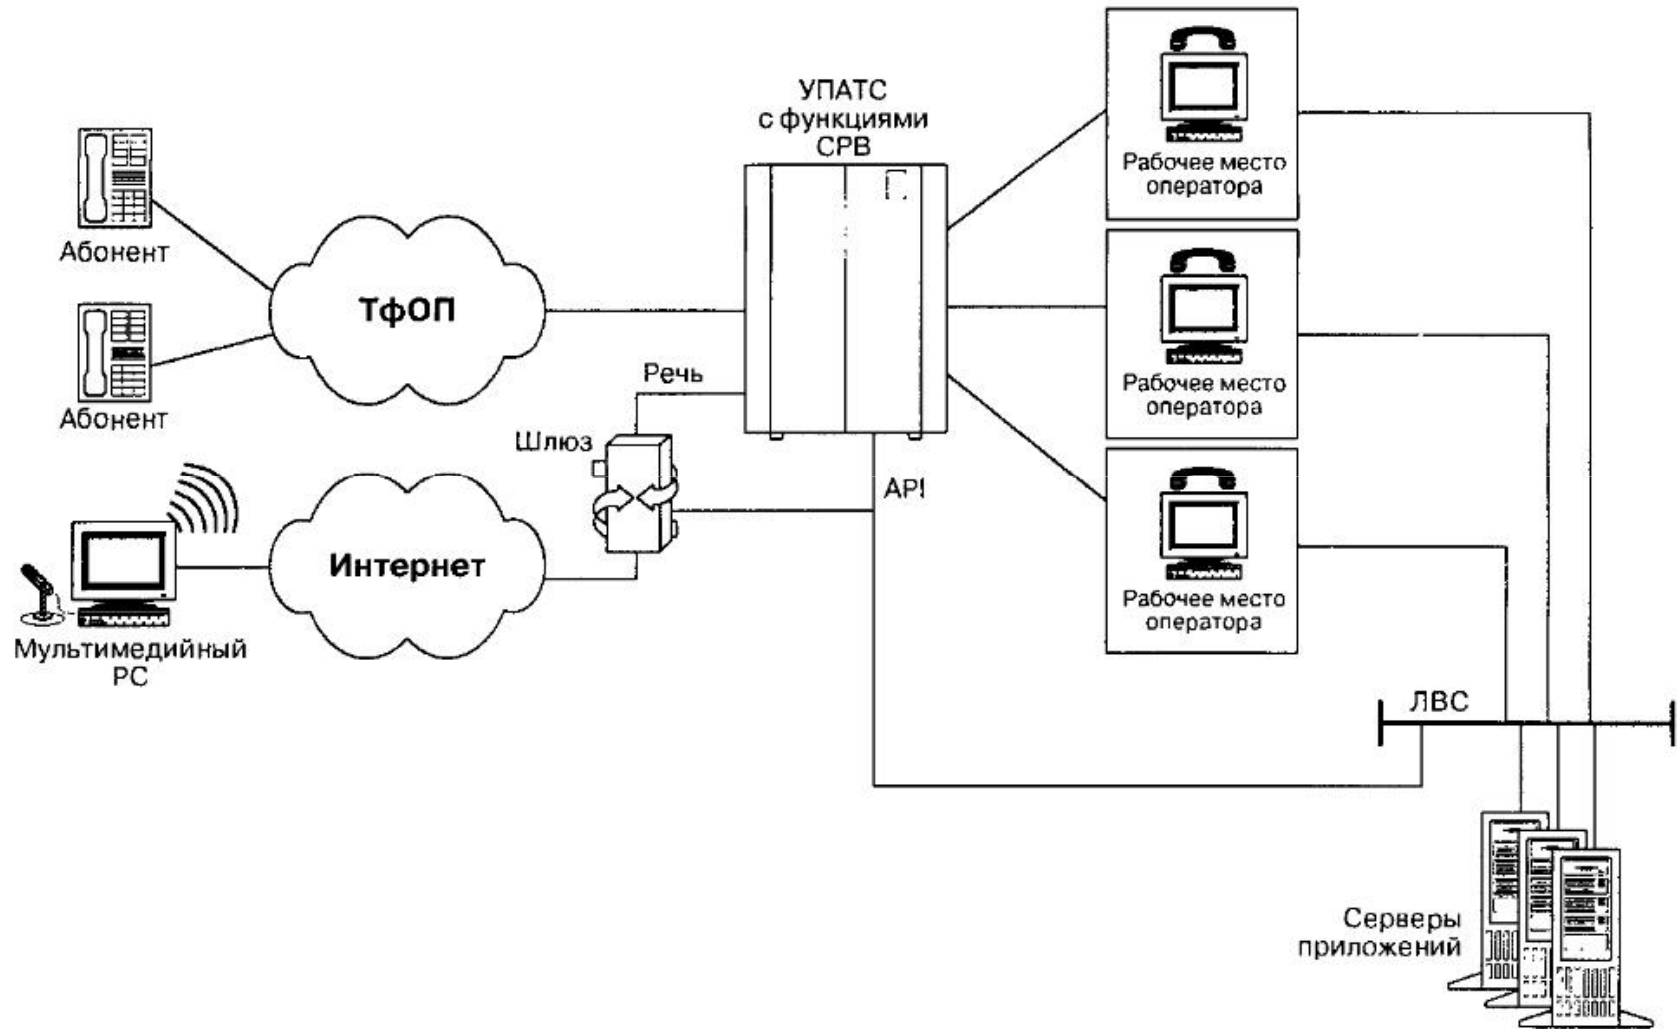 УПАТС
с функциями
СРВ
Абонент
Абонент
ТфОП
Речь
Шлюз
API
Интернет
Мультимедийный
PC
Рабочее место
оператора
Рабочее место
оператора
Рабочее место
оператора
ЛВС
Серверы
приложений